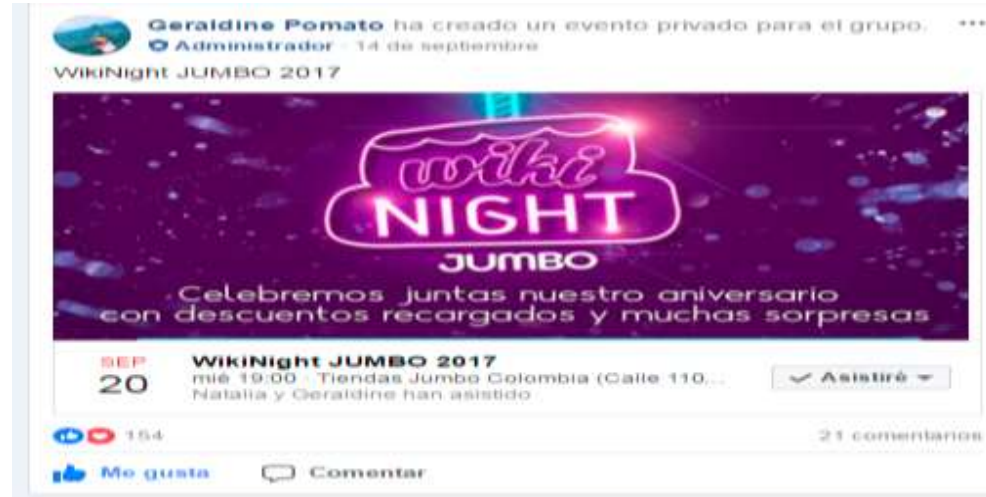 Geraldine Pomato ha creado un evento privado para el grupo.
Administrador · 14 de septiembre
WikiNight JUMBO 2017
wiki
NIGHT
JUMBO
Celebremos juntas nuestro aniversario
con descuentos recargados y muchas sorpresas
SEP
20
WikiNight JUMBO 2017
mié 19:00 · Tiendas Jumbo Colombia (Calle 110...
Natalia y Geraldine han asistido
Asistiré
154
21 comentarios
Me gusta
Comentar